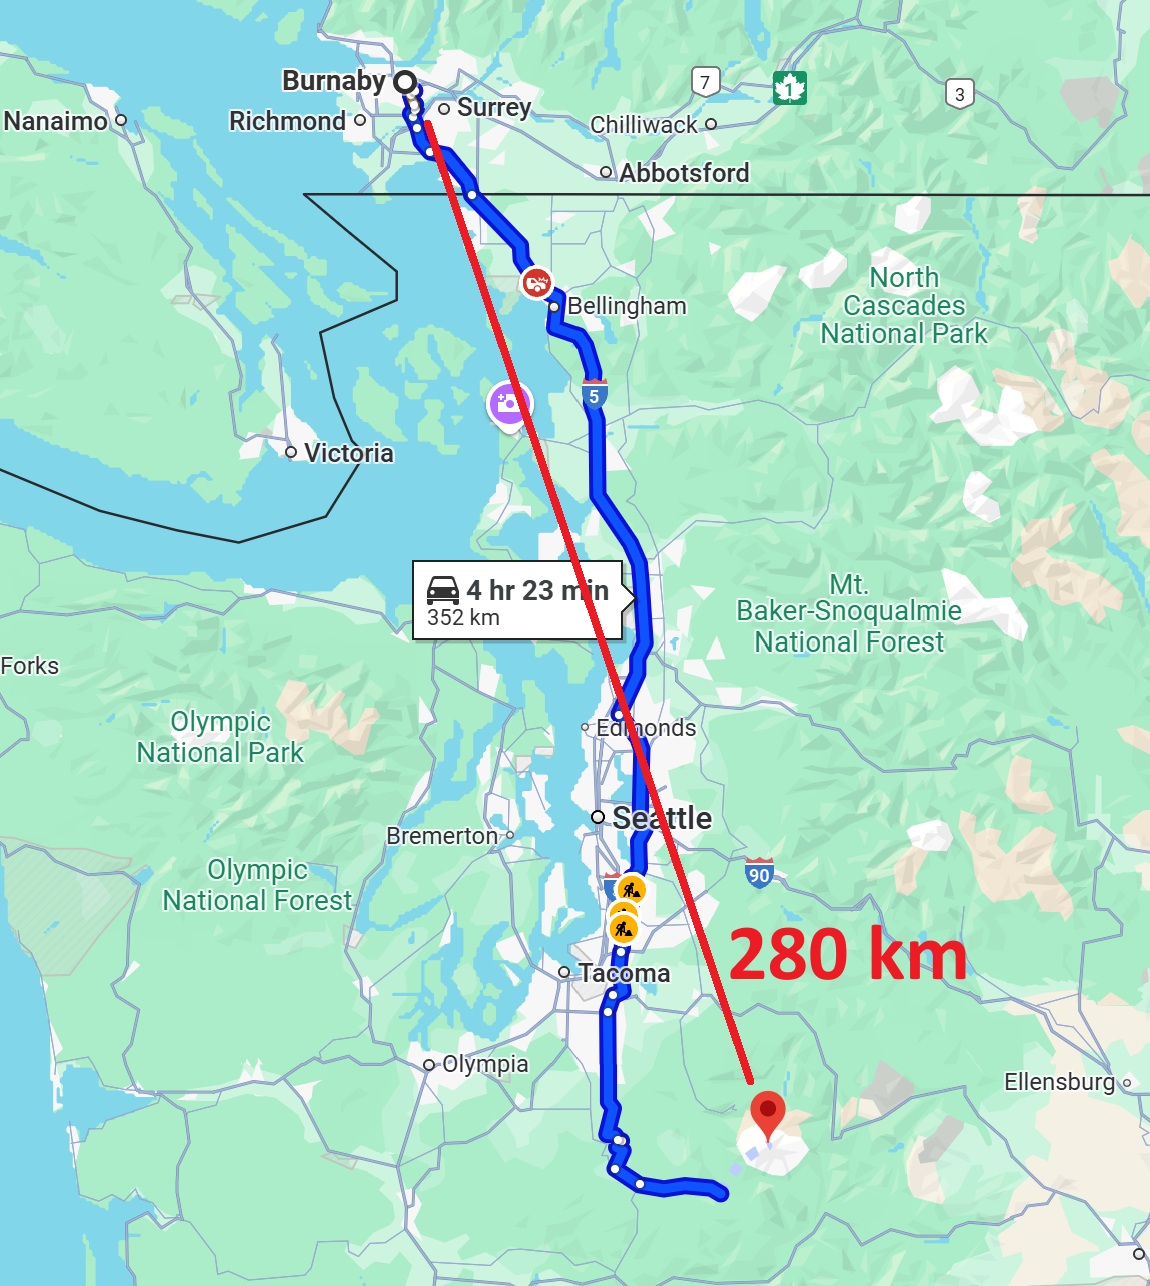 Burnaby
7
1
3
Nanaimo
Richmond
Surrey
Chilliwack
Abbotsford
North
Cascades
National Park
Bellingham
5
Victoria
4 hr 23 min
352 km
Mt.
Baker-Snoqualmie
National Forest
Forks
Olympic
National Park
Edmonds
Seattle
Bremerton
Olympic
National Forest
90
280 km
Tacoma
Olympia
Ellensburg